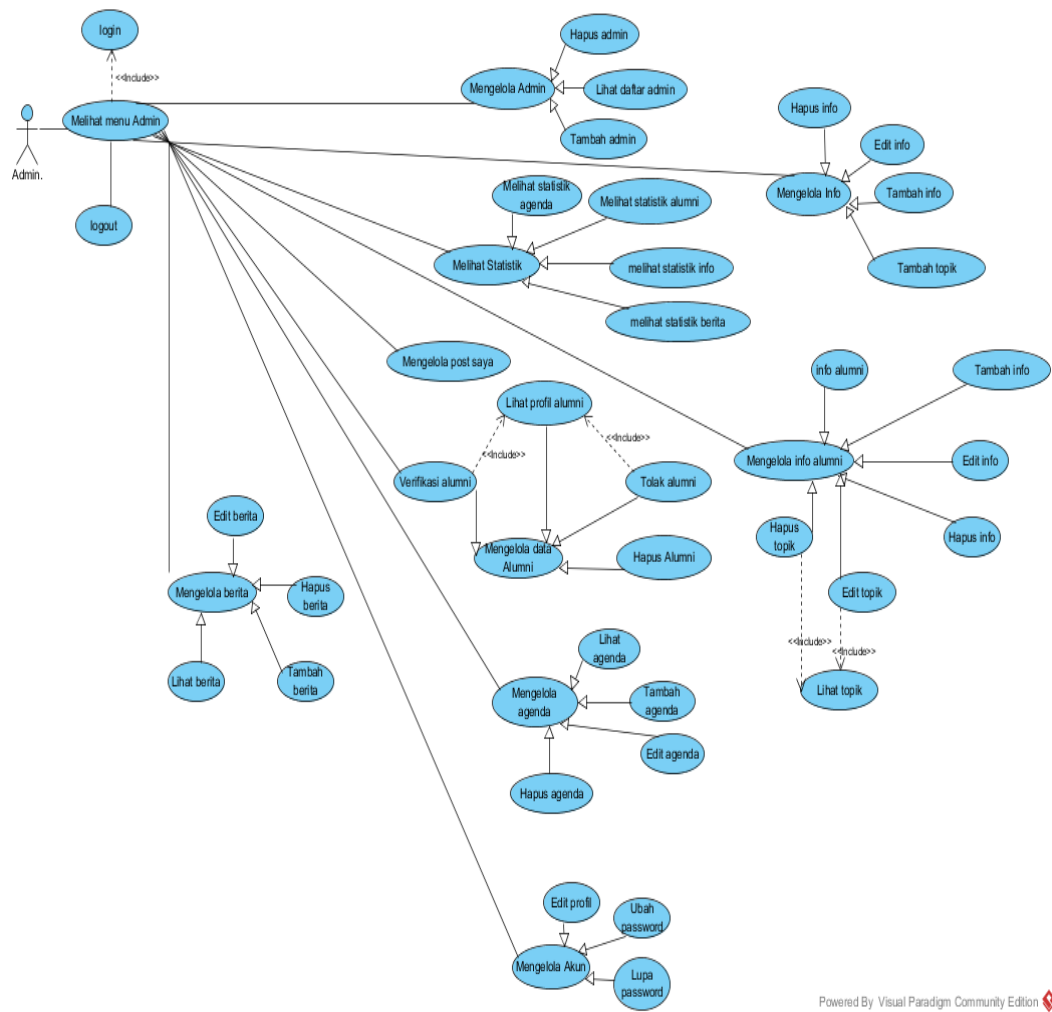 login
<<Include>>
Melihat menu Admin
Admin.
logout
Hapus admin
Mengelola Admin
Lihat daftar admin
Tambah admin
Hapus info
Edit info
Mengelola Info
Tambah info
Tambah topik
Melihat statistik
agenda
Melihat statistik alumni
Melihat Statistik
melihat statistik info
melihat statistik berita
Mengelola post saya
Lihat profil alumni
<<Include>>
<<Include>>
Verifikasi alumni
Tolak alumni
Mengelola data
Alumni
Hapus Alumni
info alumni
Tambah info
Mengelola info alumni
Edit info
Hapus
topik
Hapus info
Edit topik
<<Include>>
<<Include>>
Lihat topik
Edit berita
Mengelola berita
Hapus
berita
Lihat berita
Tambah
berita
Lihat
agenda
Mengelola
agenda
Tambah
agenda
Edit agenda
Hapus agenda
Edit profil
Ubah
password
Mengelola Akun
Lupa
password
Powered By Visual Paradigm Community Edition